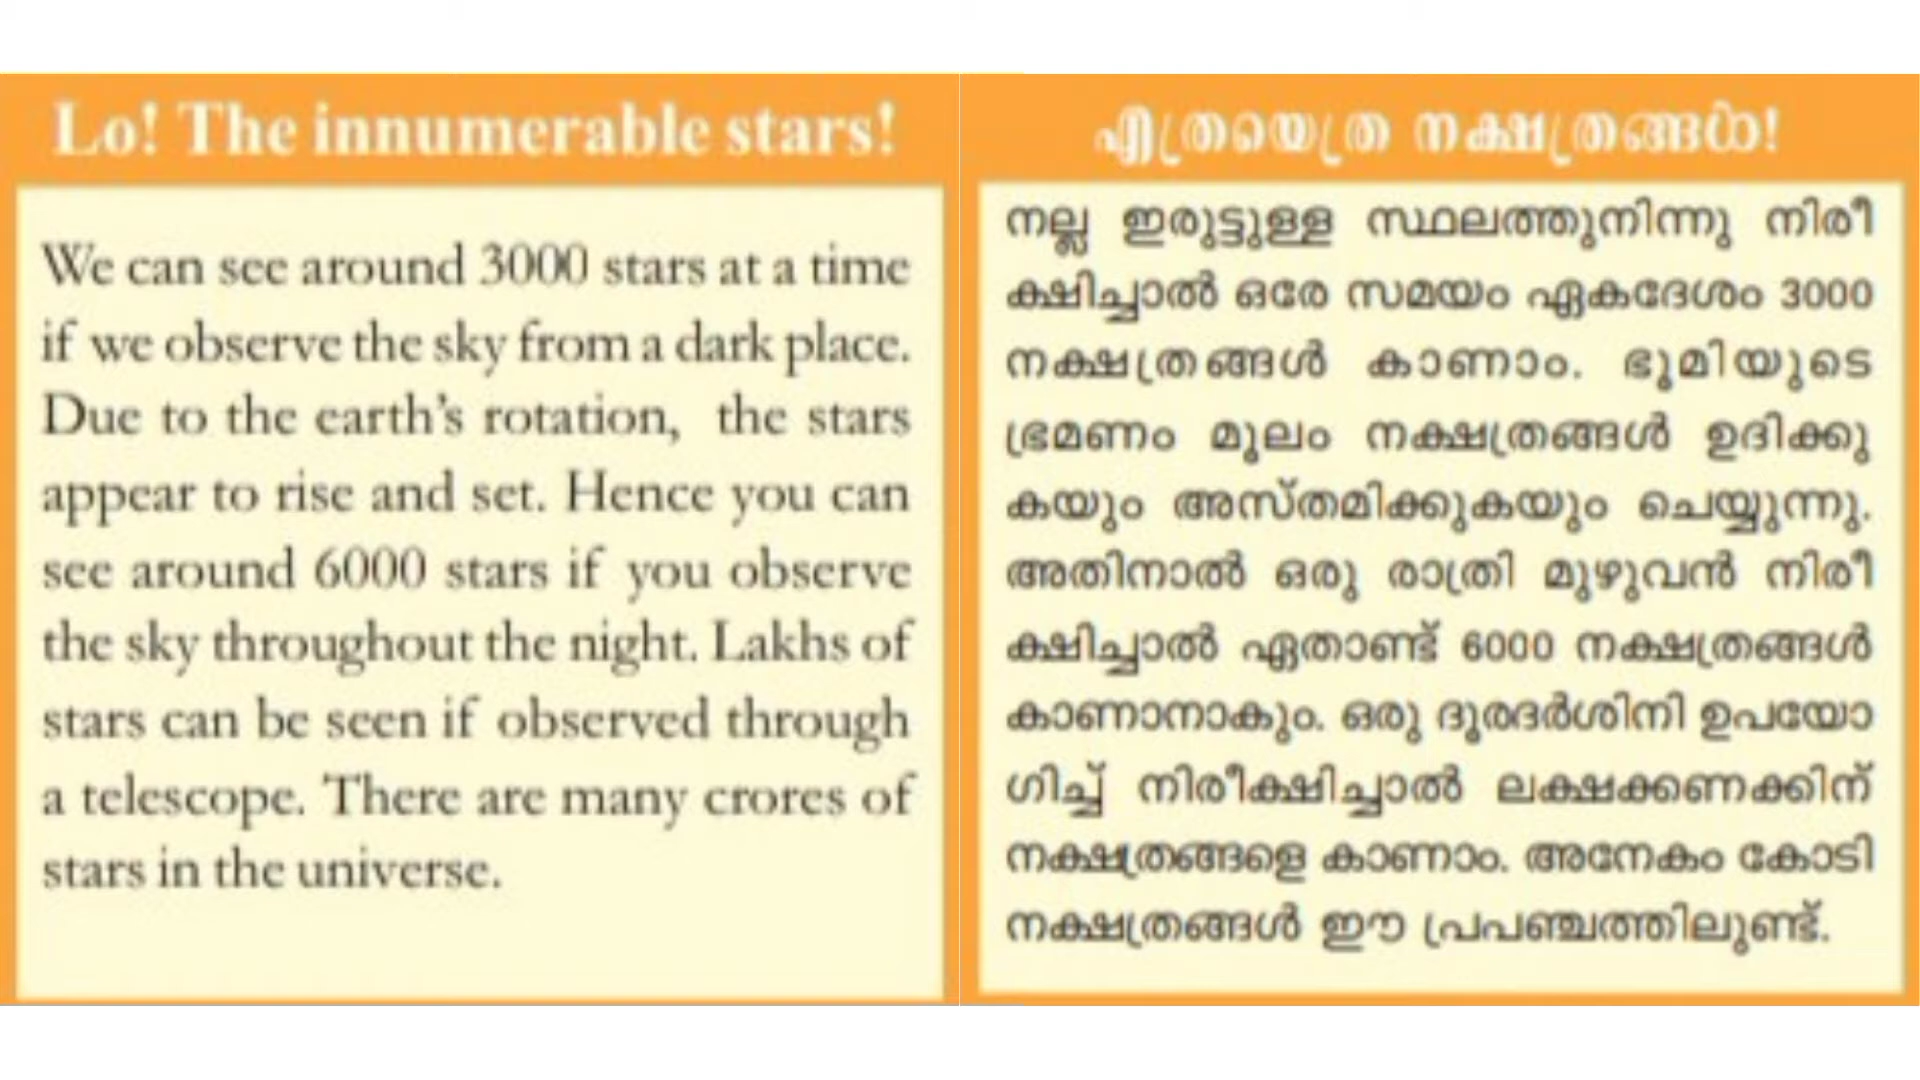 Lo! The innumerable stars!
We can see around 3000 stars at a time
if we observe the sky from a dark place.
Due to the earth's rotation, the stars
appear to rise and set. Hence you can
see around 6000 stars if you observe
the sky throughout the night. Lakhs of
stars can be seen if observed through
a telescope. There are many crores of
stars in the universe.
എത്രയെത്ര നക്ഷത്രങ്ങൾ!
നല്ല ഇരുട്ടുള്ള സ്ഥലത്തുനിന്നു നിരീ
ക്ഷിച്ചാൽ ഒരേ സമയം ഏകദേശം 3000
നക്ഷത്രങ്ങൾ കാണാം. ഭൂമിയുടെ
ഭ്രമണം മൂലം നക്ഷത്രങ്ങൾ ഉദിക്കു
കയും അസ്തമിക്കുകയും ചെയ്യുന്നു.
അതിനാൽ ഒരു രാത്രി മുഴുവൻ നിരീ
ക്ഷിച്ചാൽ ഏതാണ്ട് 6000 നക്ഷത്രങ്ങൾ
കാണാനാകും. ഒരു ദൂരദർശിനി ഉപയോ
ഗിച്ച് നിരീക്ഷിച്ചാൽ ലക്ഷക്കണക്കിന്
നക്ഷത്രങ്ങളെ കാണാം. അനേകം കോടി
നക്ഷത്രങ്ങൾ ഈ പ്രപഞ്ചത്തിലുണ്ട്.